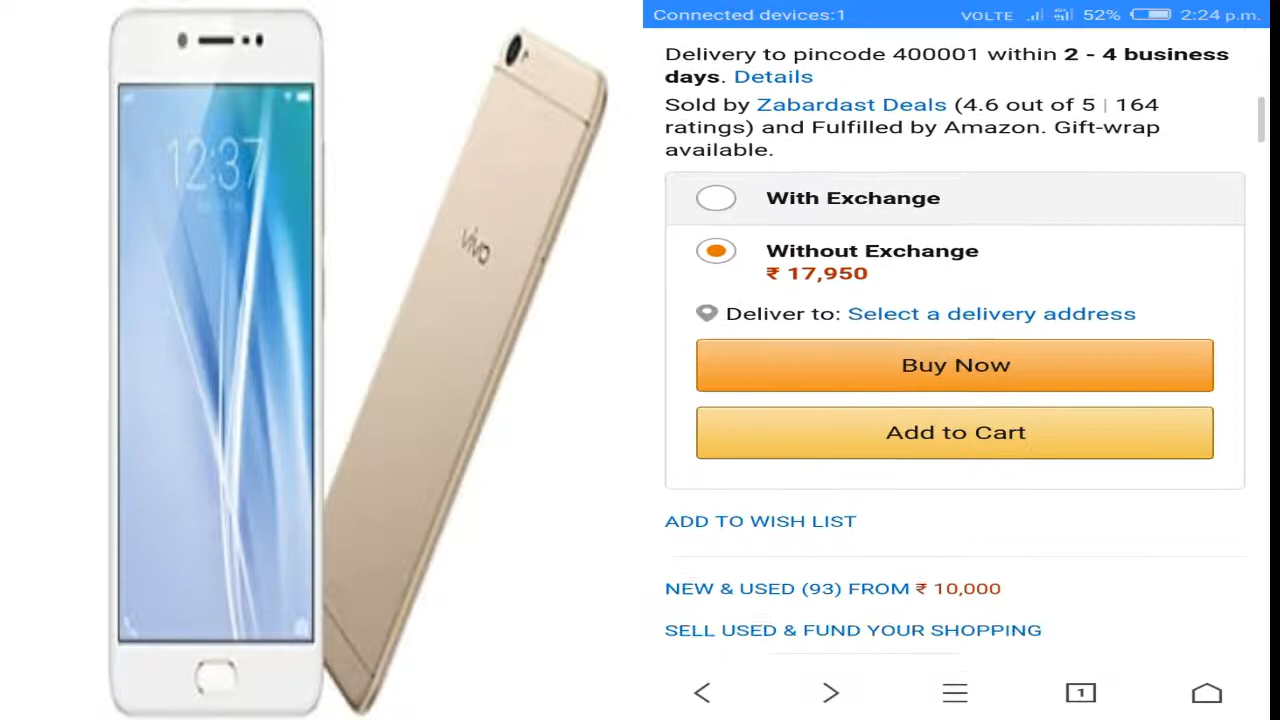 12:37
vivo
Connected devices:1 VOLTE 4G 52% 2:24 p.m.
Delivery to pincode 400001 within 2 - 4 business
days. Details
Sold by Zabardast Deals (4.6 out of 5 | 164
ratings) and Fulfilled by Amazon. Gift-wrap
available.
With Exchange
Without Exchange
₹ 17,950
Deliver to: Select a delivery address
Buy Now
Add to Cart
ADD TO WISH LIST
NEW & USED (93) FROM ₹ 10,000
SELL USED & FUND YOUR SHOPPING
1